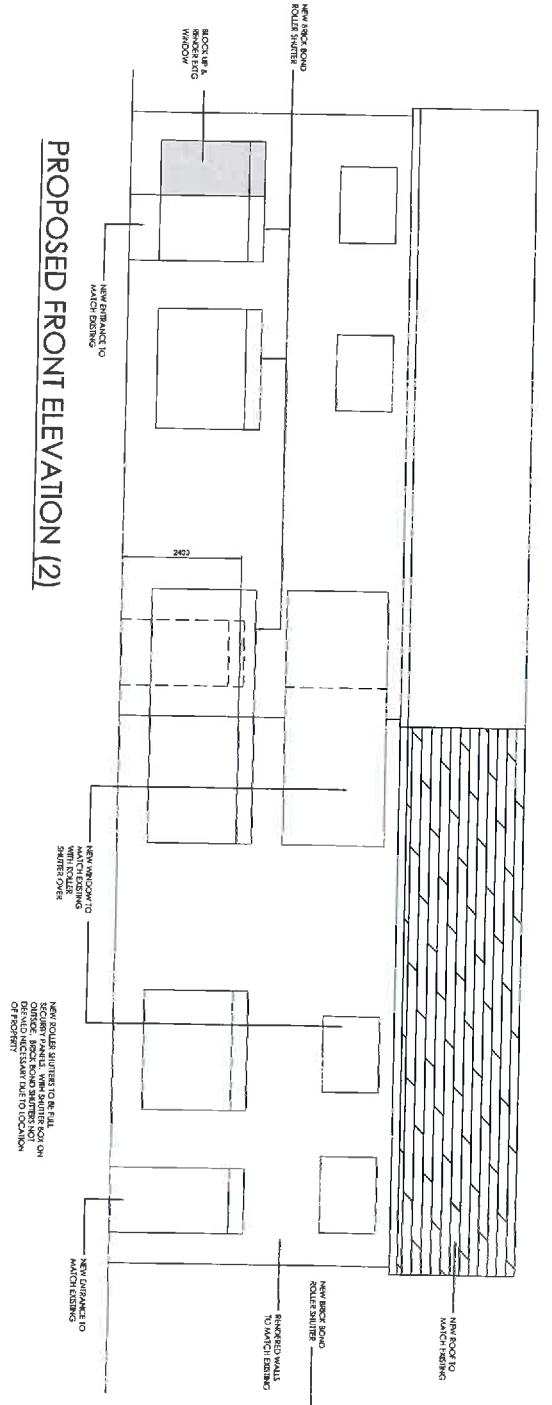 NEW BRICK BOND
ROLLER SHUTTER
BLOCK UP &
RENDER EXTG
WINDOW
NEW ENTRANCE TO
MATCH EXISTING
PROPOSED FRONT ELEVATION (2)
2400
NEW WINDOW TO
MATCH EXISTING
WITH ROLLER
SHUTTER OVER
NEW ROLLER SHUTTERS TO BE FULL
SECURITY PANELS, WITH SHUTTER BOX ON
OUTSIDE. BRICK BOND SHUTTERS NOT
DEEMED NECESSARY DUE TO LOCATION
OF PROPERTY
NEW ENTRANCE TO
MATCH EXISTING
NEW BRICK BOND
ROLLER SHUTTER
RENDERED WALLS
TO MATCH EXISTING
NEW ROOF TO
MATCH EXISTING